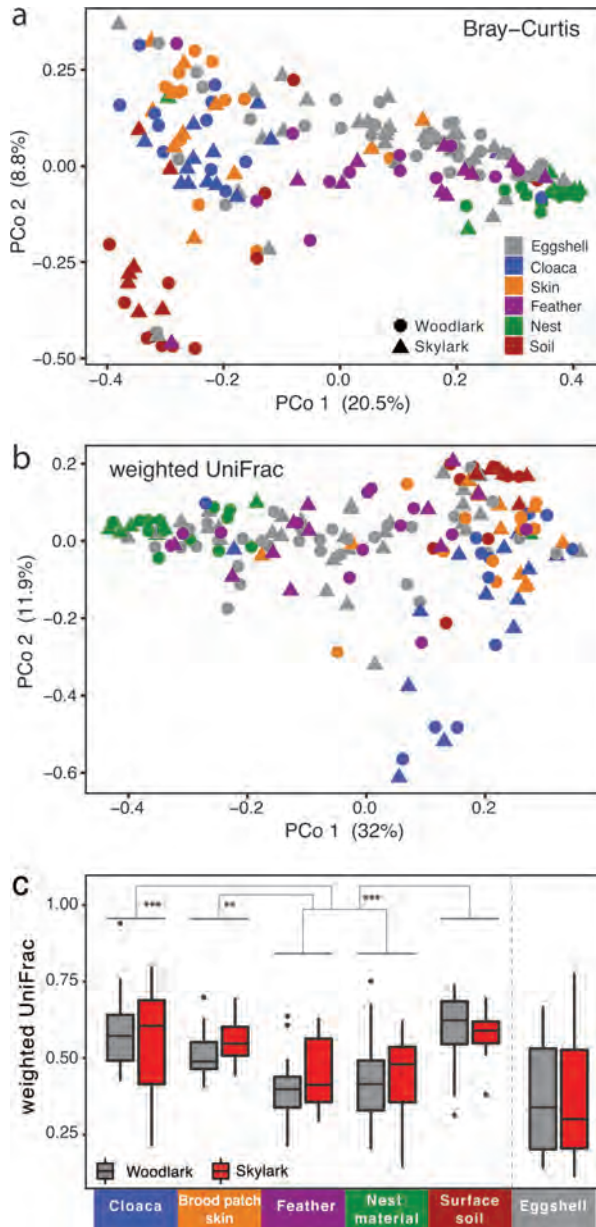 a
Bray−Curtis
PCo 2 (8.8%)
0.25
0.00
−0.25
−0.50
Eggshell
Cloaca
Skin
Feather
Nest
Soil
Woodlark
Skylark
−0.4 −0.2 0.0 0.2 0.4
PCo 1 (20.5%)
b
weighted UniFrac
PCo 2 (11.9%)
0.2
0.0
−0.2
−0.4
−0.6
−0.4 −0.2 0.0 0.2
PCo 1 (32%)
c
weighted UniFrac
1.00
0.75
0.50
0.25
*** ** ***
Woodlark Skylark
Cloaca
Brood patch
skin
Feather
Nest
material
Surface
soil
Eggshell